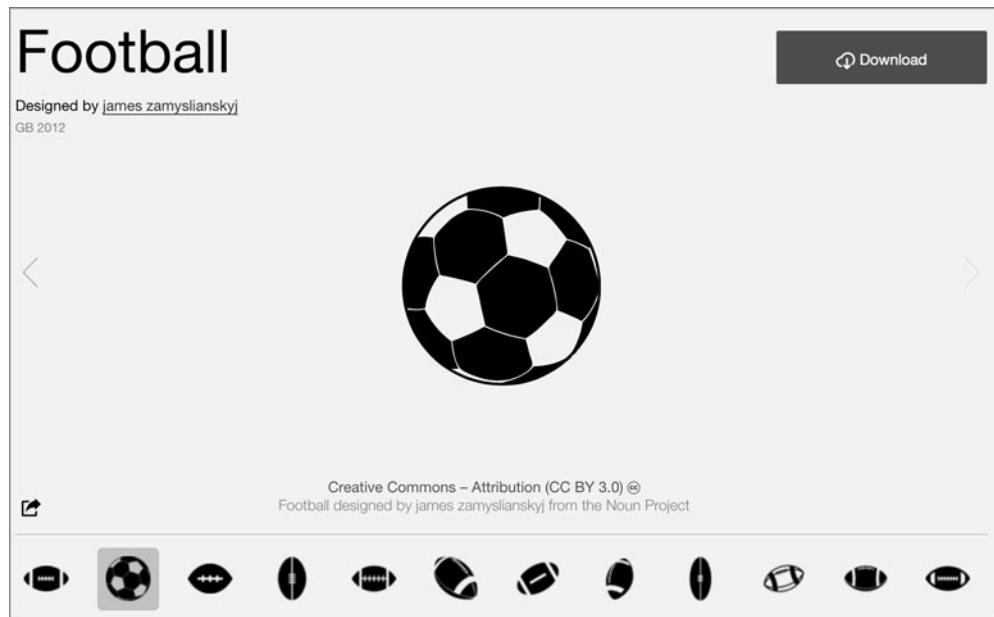 Football
Download
Designed by james zamyslianskyj
GB 2012
Creative Commons – Attribution (CC BY 3.0) cc
Football designed by james zamyslianskyj from the Noun Project